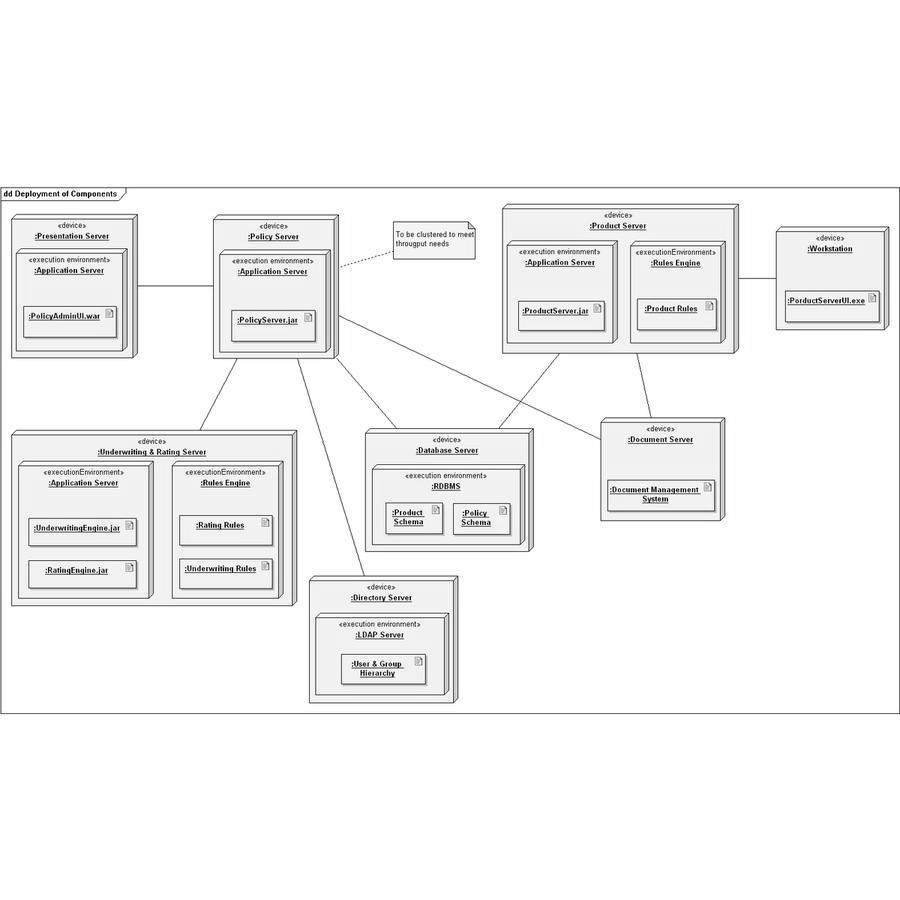 dd Deployment of Components
«device»
:Presentation Server
«execution environment»
:Application Server
:PolicyAdminUI.war
«device»
:Policy Server
«execution environment»
:Application Server
:PolicyServer.jar
To be clustered to meet
througput needs
«device»
:Product Server
«execution environment»
:Application Server
:ProductServer.jar
«executionEnvironment»
:Rules Engine
:Product Rules
«device»
:Workstation
:PorductServerUI.exe
«device»
:Underwriting & Rating Server
«executionEnvironment»
:Application Server
:UnderwritingEngine.jar
:RatingEngine.jar
«executionEnvironment»
:Rules Engine
:Rating Rules
:Underwriting Rules
«device»
:Database Server
«execution environment»
:RDBMS
:Product
Schema
:Policy
Schema
«device»
:Document Server
:Document Management
System
«device»
:Directory Server
«execution environment»
:LDAP Server
:User & Group
Hierarchy